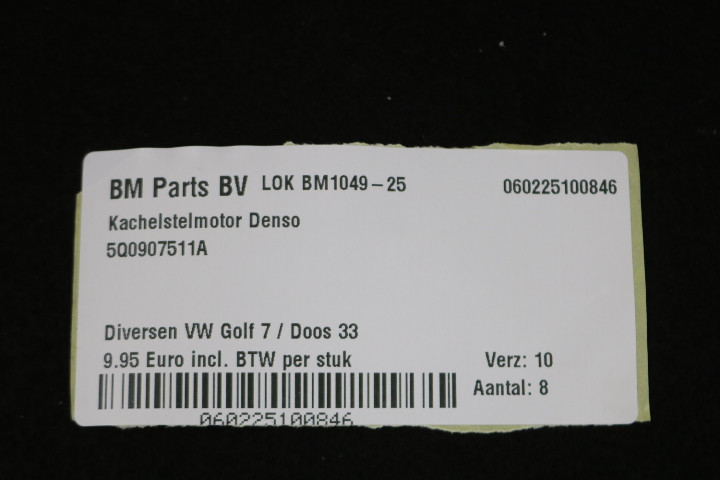 BM Parts BV LOK BM1049-25 060225100846
Kachelstelmotor Denso
5Q0907511A
Diversen VW Golf 7 / Doos 33
9.95 Euro incl. BTW per stuk Verz: 10
Aantal: 8
060225100846